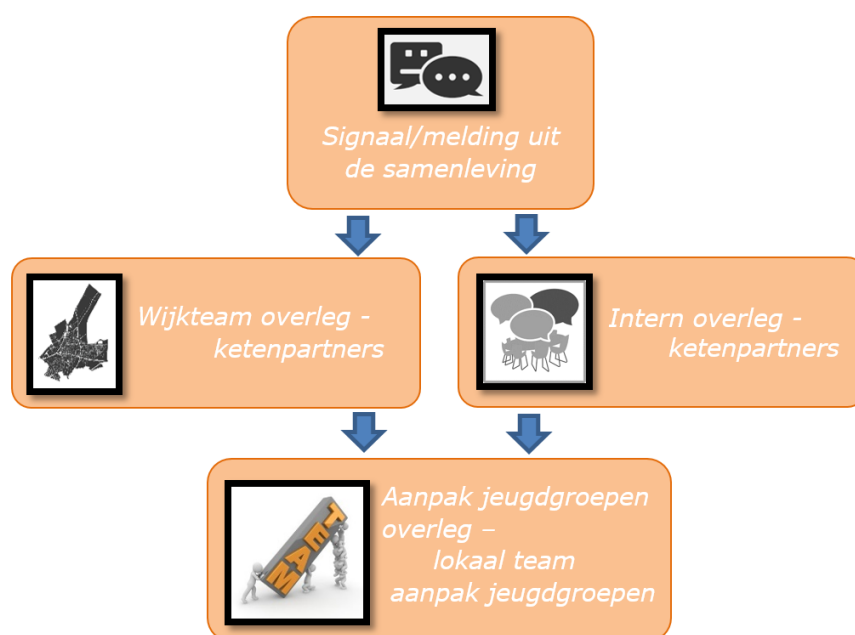 Signaal/melding uit
de samenleving
Wijkteam overleg -
ketenpartners
Intern overleg -
ketenpartners
TEAM
Aanpak jeugdgroepen
overleg –
lokaal team
aanpak jeugdgroepen